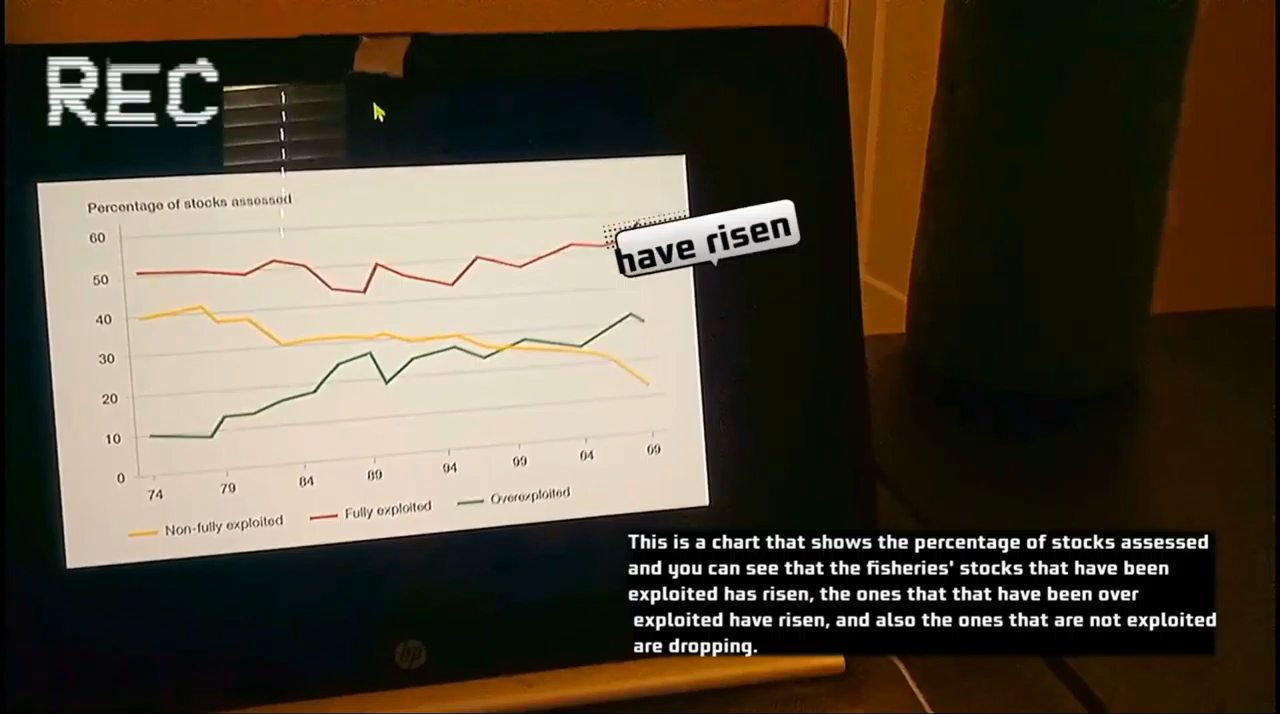 REC
Percentage of stocks assessed
60
50
40
30
20
10
0
74 79 84 89 94 99 04 09
have risen
Non-fully exploited Fully exploited Overexploited
This is a chart that shows the percentage of stocks assessed
and you can see that the fisheries' stocks that have been
exploited has risen, the ones that that have been over
exploited have risen, and also the ones that are not exploited
are dropping.
hp